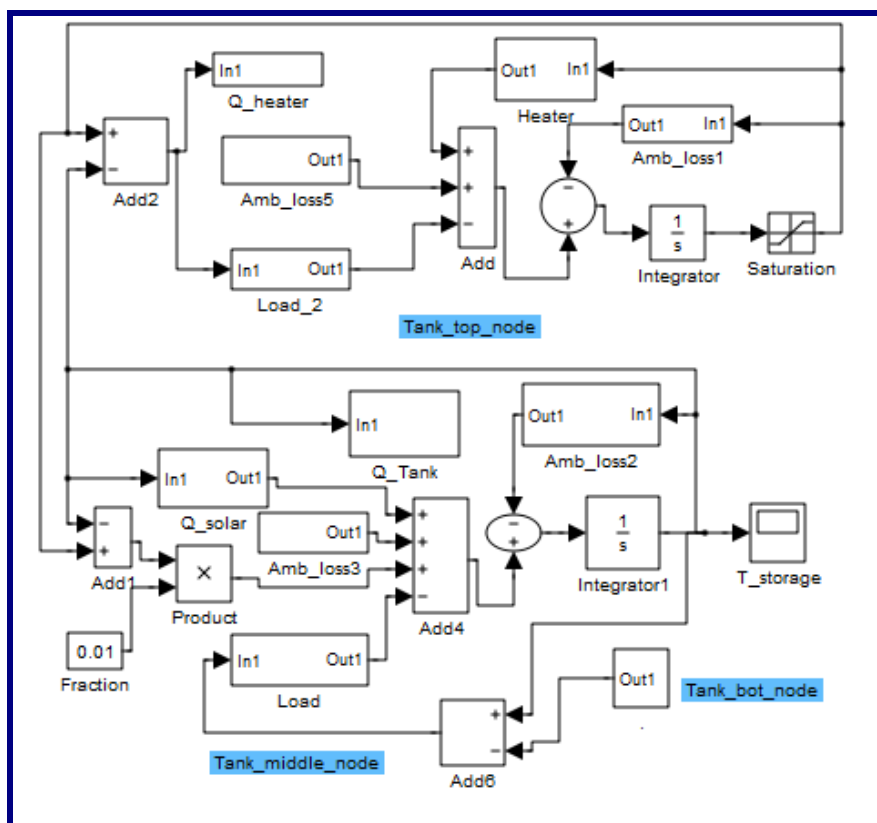 In1
Q_heater
Out1 In1
Heater
+
−
Add2
Out1
Amb_loss5
+
+
−
Add
Out1 In1
Amb_loss1
−
+
1
s
Integrator
Saturation
In1 Out1
Load_2
Tank_top_node
In1
Q_Tank
Out1 In1
Amb_loss2
In1 Out1
Q_solar
−
+
Add1
×
Product
Out1
Amb_loss3
+
+
+
−
Add4
−
+
1
s
Integrator1
T_storage
0.01
Fraction
In1 Out1
Load
+
−
Add6
Out1
Tank_bot_node
Tank_middle_node